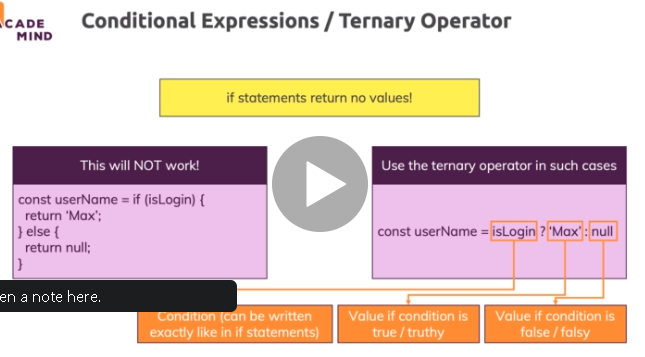 CADE
MIND
Conditional Expressions / Ternary Operator
if statements return no values!
This will NOT work!
const userName = if (isLogin) {
return ‘Max’;
} else {
return null;
}
Use the ternary operator in such cases
const userName = isLogin ? ‘Max’ : null
en a note here.
Condition (can be written
exactly like in if statements)
Value if condition is
true / truthy
Value if condition is
false / falsy